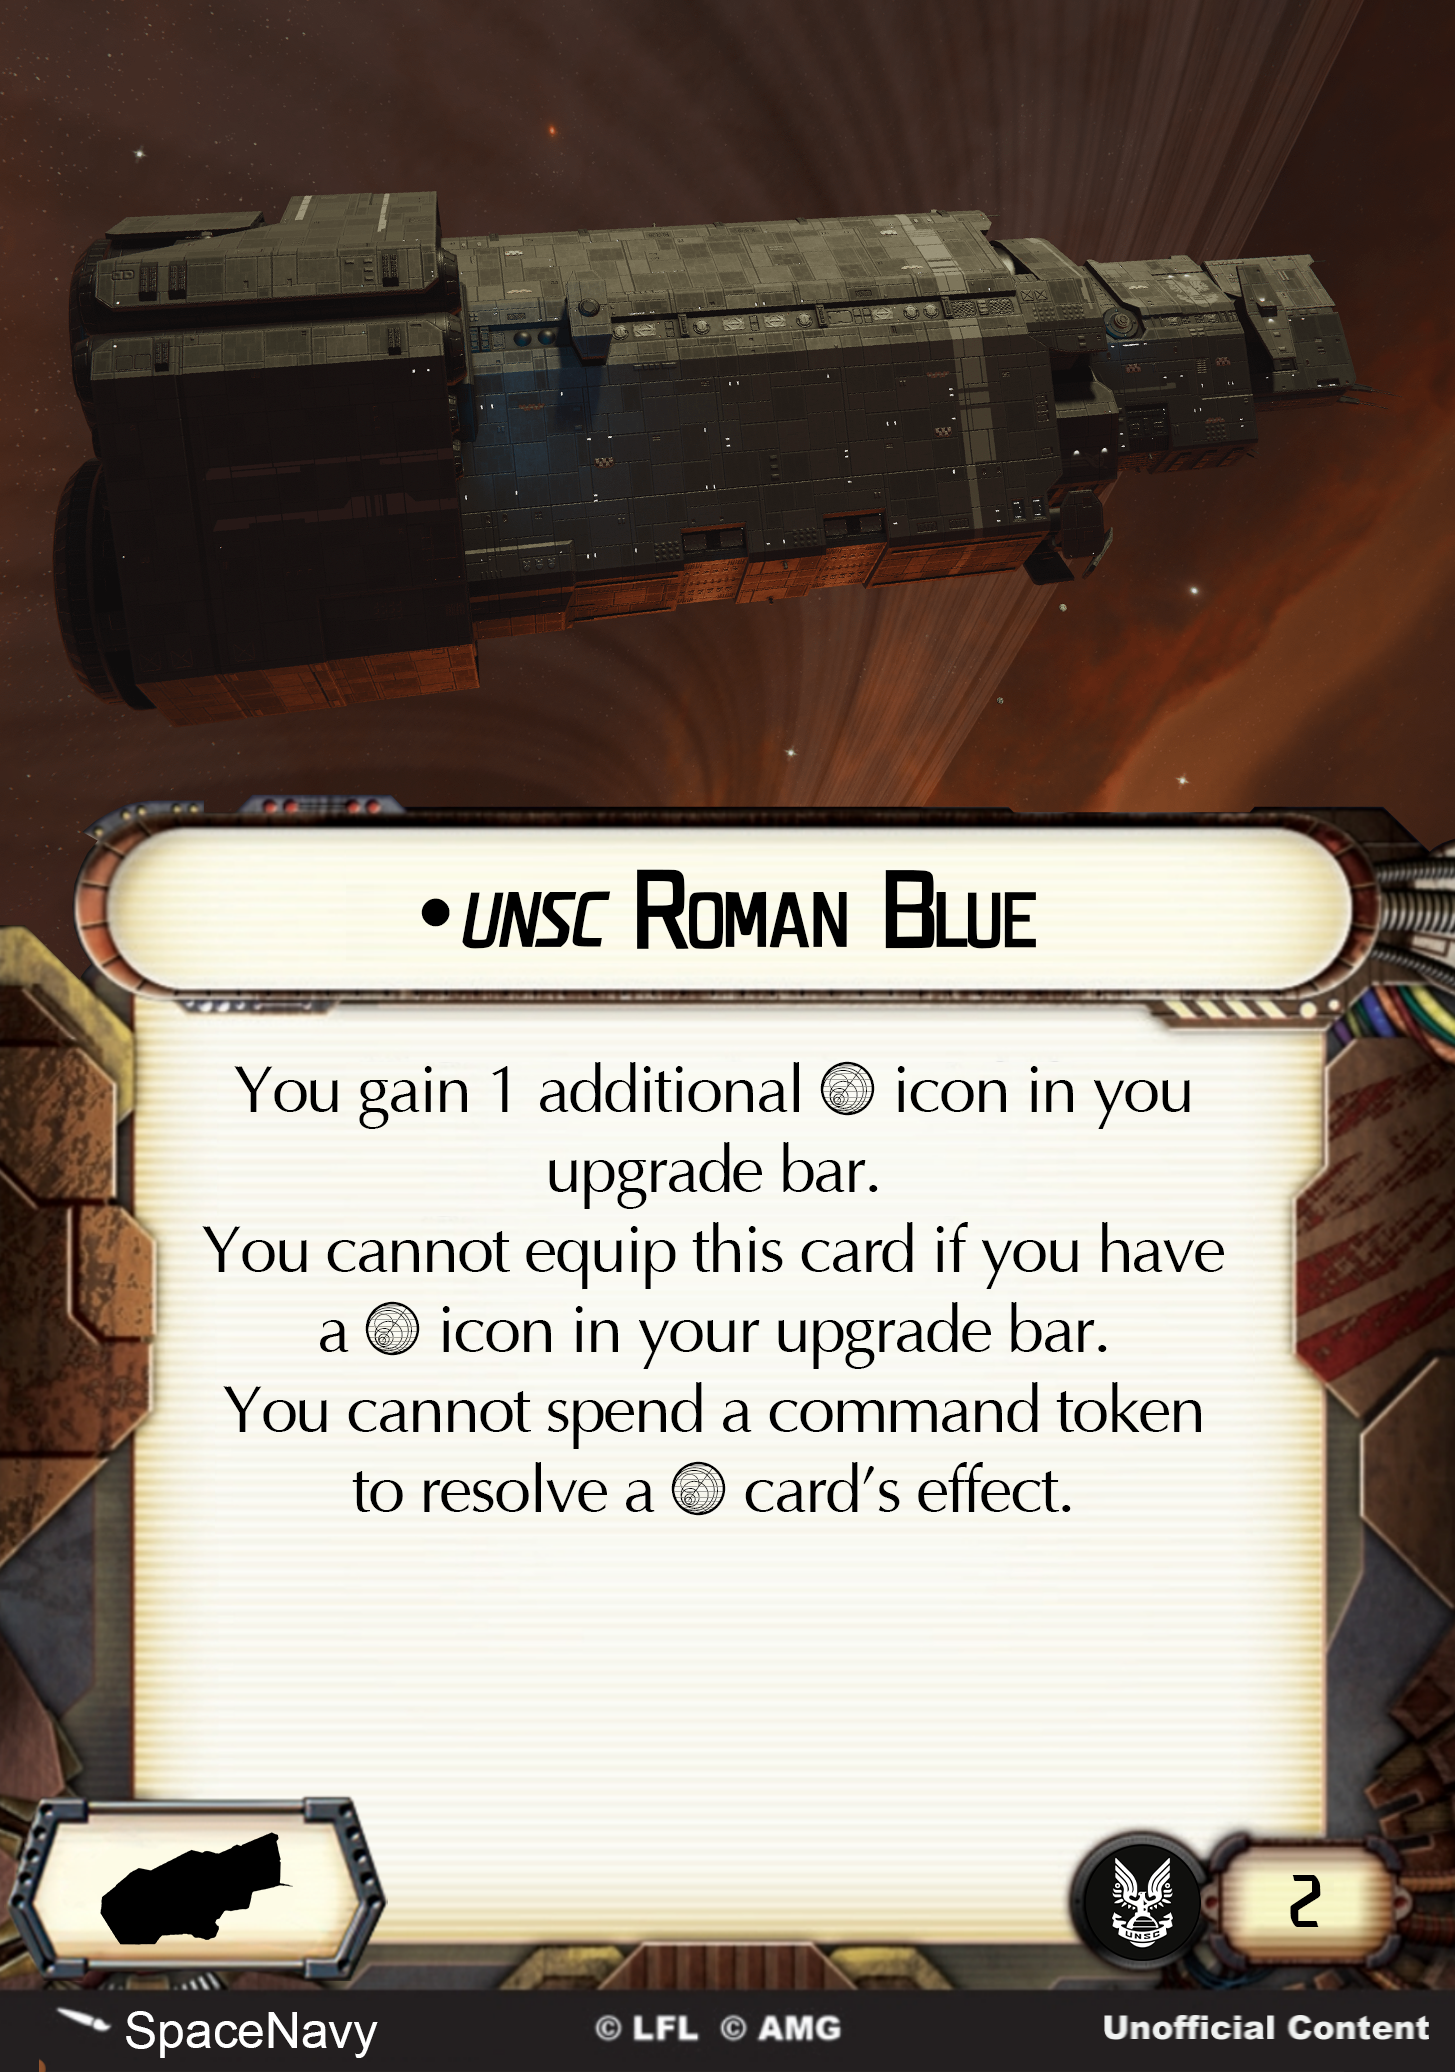 •UNSC Roman Blue
You gain 1 additional icon in you
upgrade bar.
You cannot equip this card if you have
a icon in your upgrade bar.
You cannot spend a command token
to resolve a card's effect.
UNSC
2
SpaceNavy
© LFL © AMG
Unofficial Content